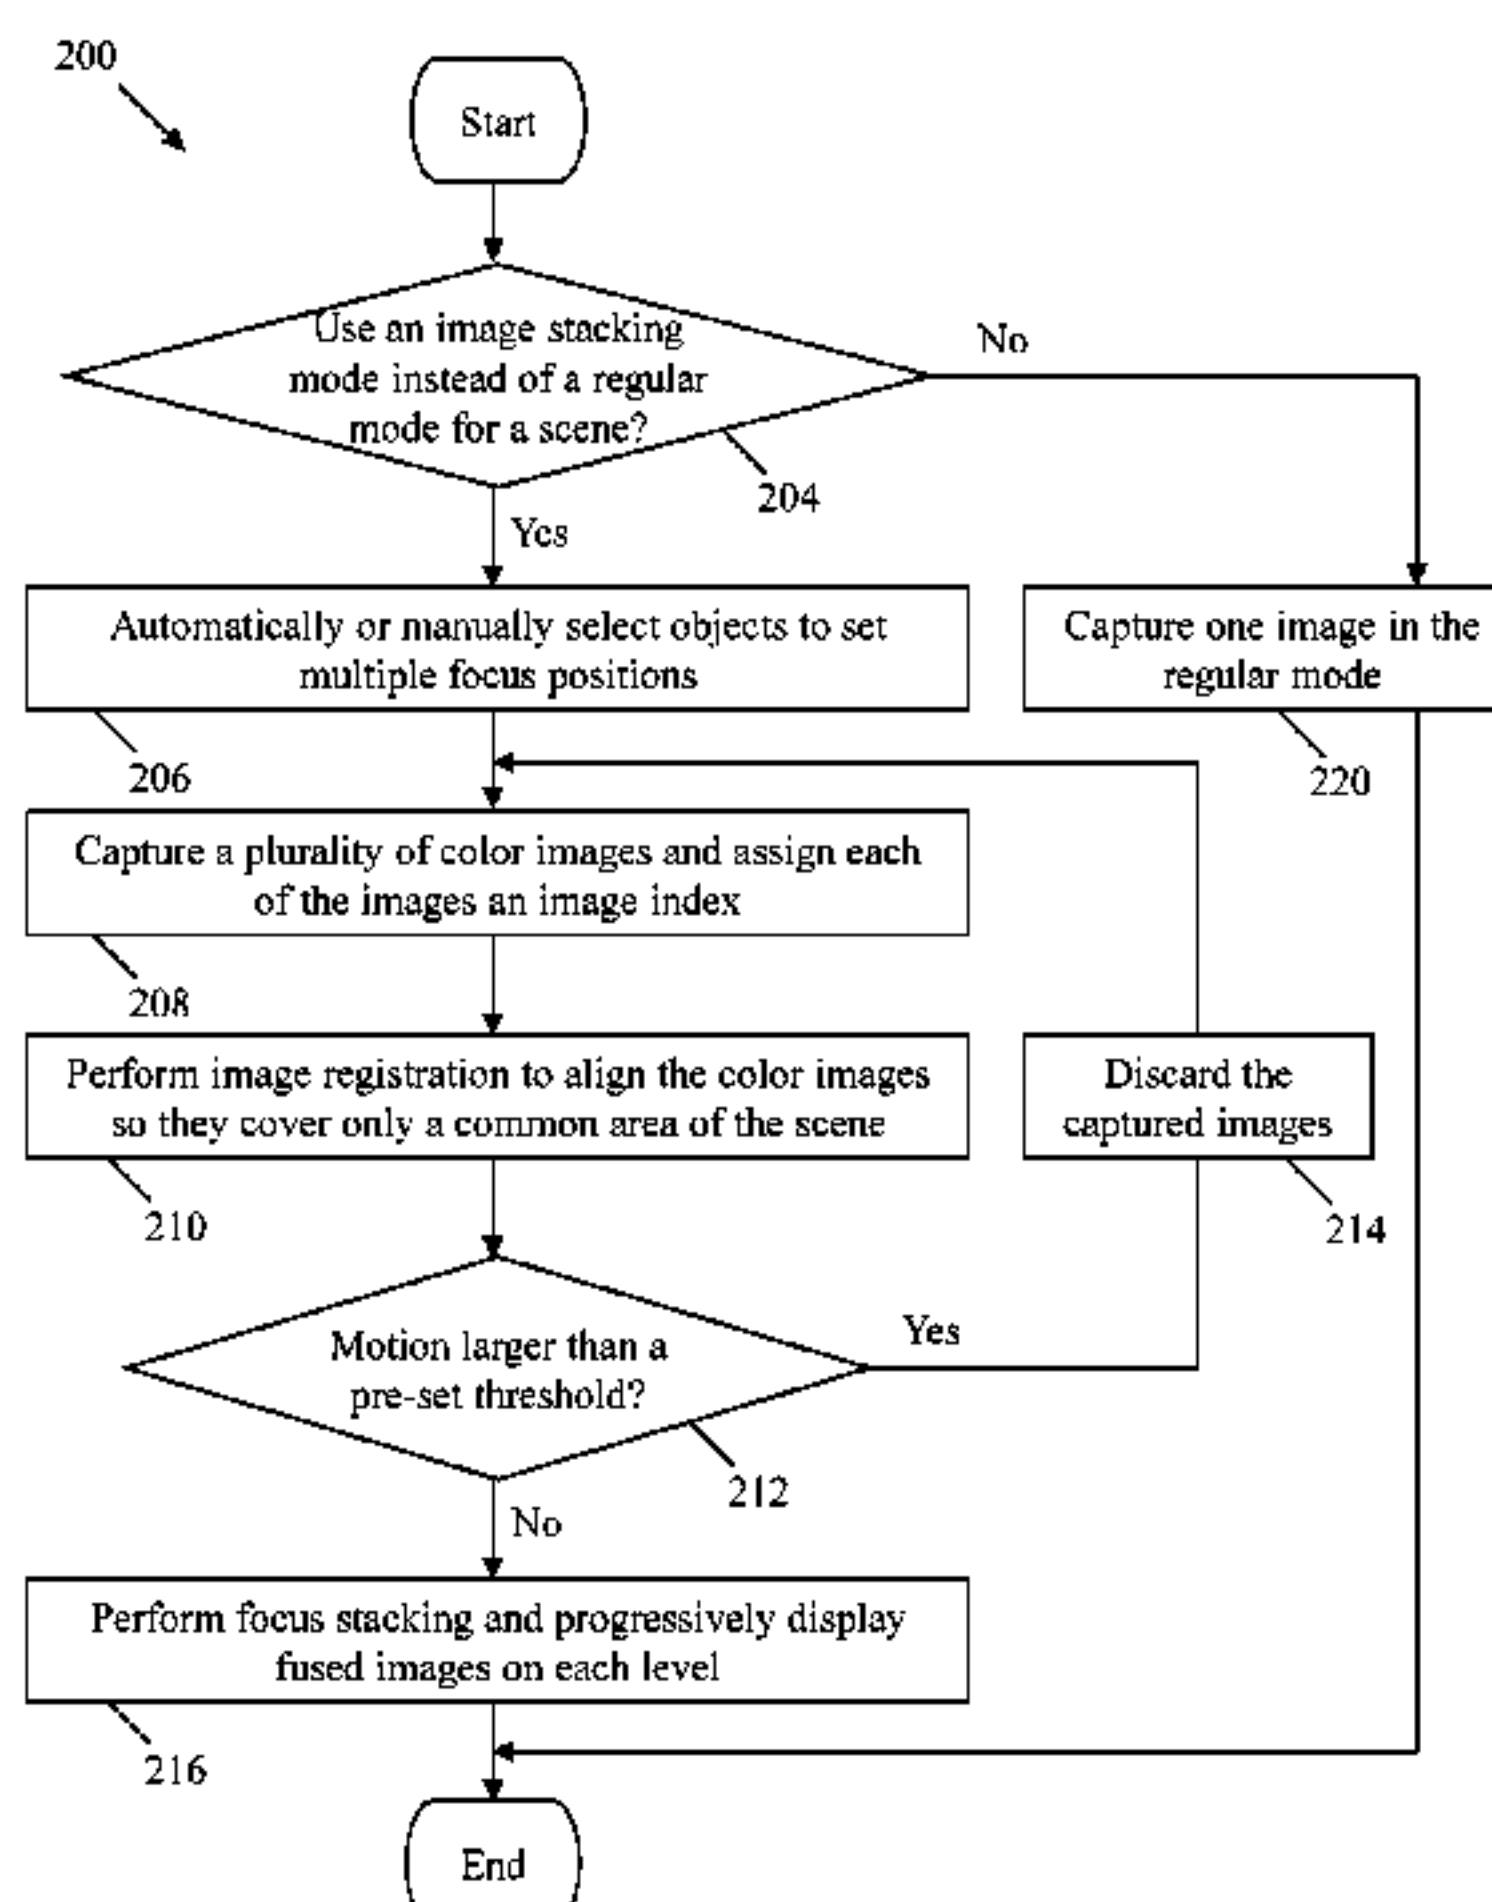 200
Start
Use an image stacking
mode instead of a regular
mode for a scene?
No
204
Yes
Automatically or manually select objects to set
multiple focus positions
206
Capture one image in the
regular mode
220
Capture a plurality of color images and assign each
of the images an image index
208
Perform image registration to align the color images
so they cover only a common area of the scene
210
Discard the
captured images
214
Motion larger than a
pre-set threshold?
Yes
212
No
Perform focus stacking and progressively display
fused images on each level
216
End